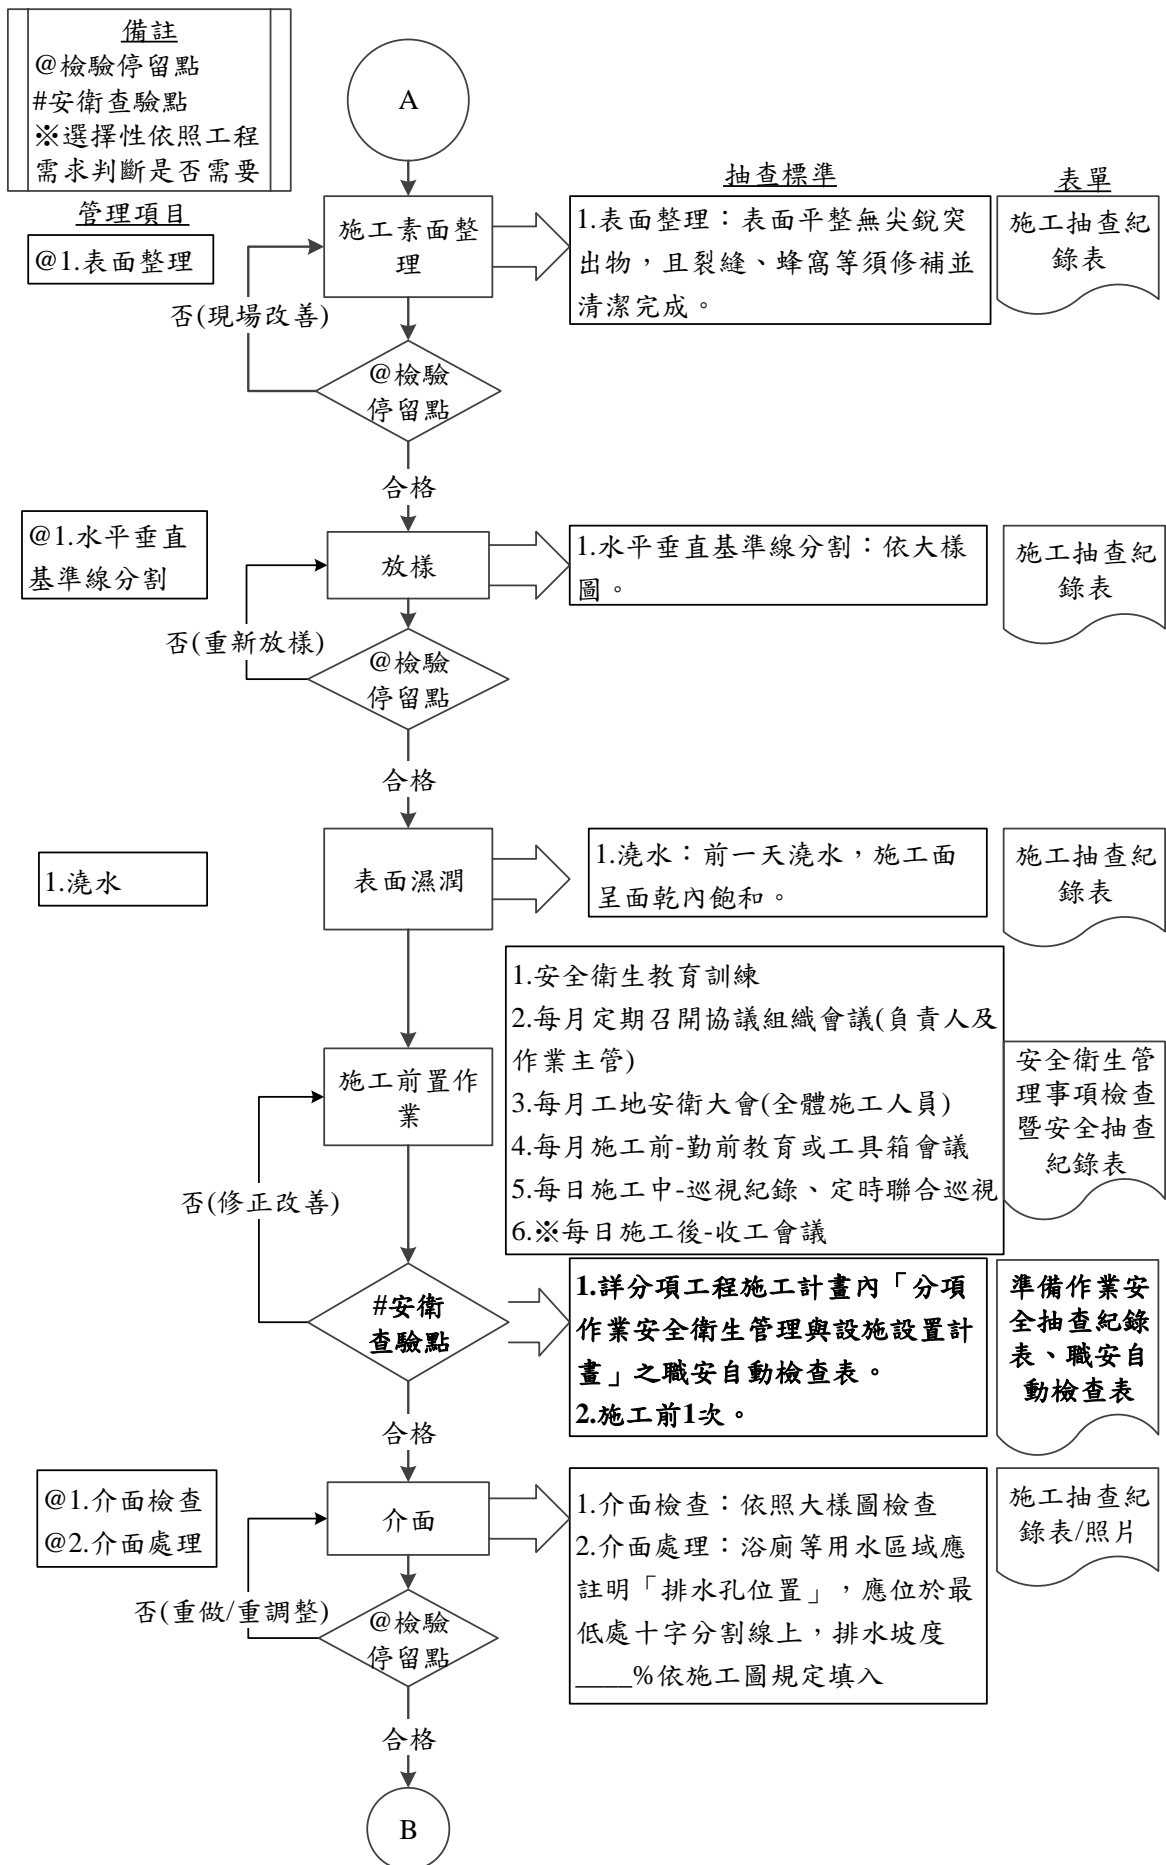 備註
@檢驗停留點
#安衛查驗點
※選擇性依照工程
需求判斷是否需要
A
管理項目
抽查標準
表單
@1.表面整理
施工素面整
理
1.表面整理：表面平整無尖銳突
出物，且裂縫、蜂窩等須修補並
清潔完成。
施工抽查紀
錄表
否(現場改善)
@檢驗
停留點
合格
@1.水平垂直
基準線分割
放樣
1.水平垂直基準線分割：依大樣
圖。
施工抽查紀
錄表
否(重新放樣)
@檢驗
停留點
合格
1.澆水
表面濕潤
1.澆水：前一天澆水，施工面
呈面乾內飽和。
施工抽查紀
錄表
施工前置作
業
1.安全衛生教育訓練
2.每月定期召開協議組織會議(負責人及
作業主管)
3.每月工地安衛大會(全體施工人員)
4.每月施工前-勤前教育或工具箱會議
5.每日施工中-巡視紀錄、定時聯合巡視
6.※每日施工後-收工會議
安全衛生管
理事項檢查
暨安全抽查
紀錄表
否(修正改善)
#安衛
查驗點
1.詳分項工程施工計畫內「分項
作業安全衛生管理與設施設置計
畫」之職安自動檢查表。
2.施工前1次。
準備作業安
全抽查紀錄
表、職安自
動檢查表
合格
@1.介面檢查
@2.介面處理
介面
1.介面檢查：依照大樣圖檢查
2.介面處理：浴廁等用水區域應
註明「排水孔位置」，應位於最
低處十字分割線上，排水坡度
____%依施工圖規定填入
施工抽查紀
錄表/照片
否(重做/重調整)
@檢驗
停留點
合格
B